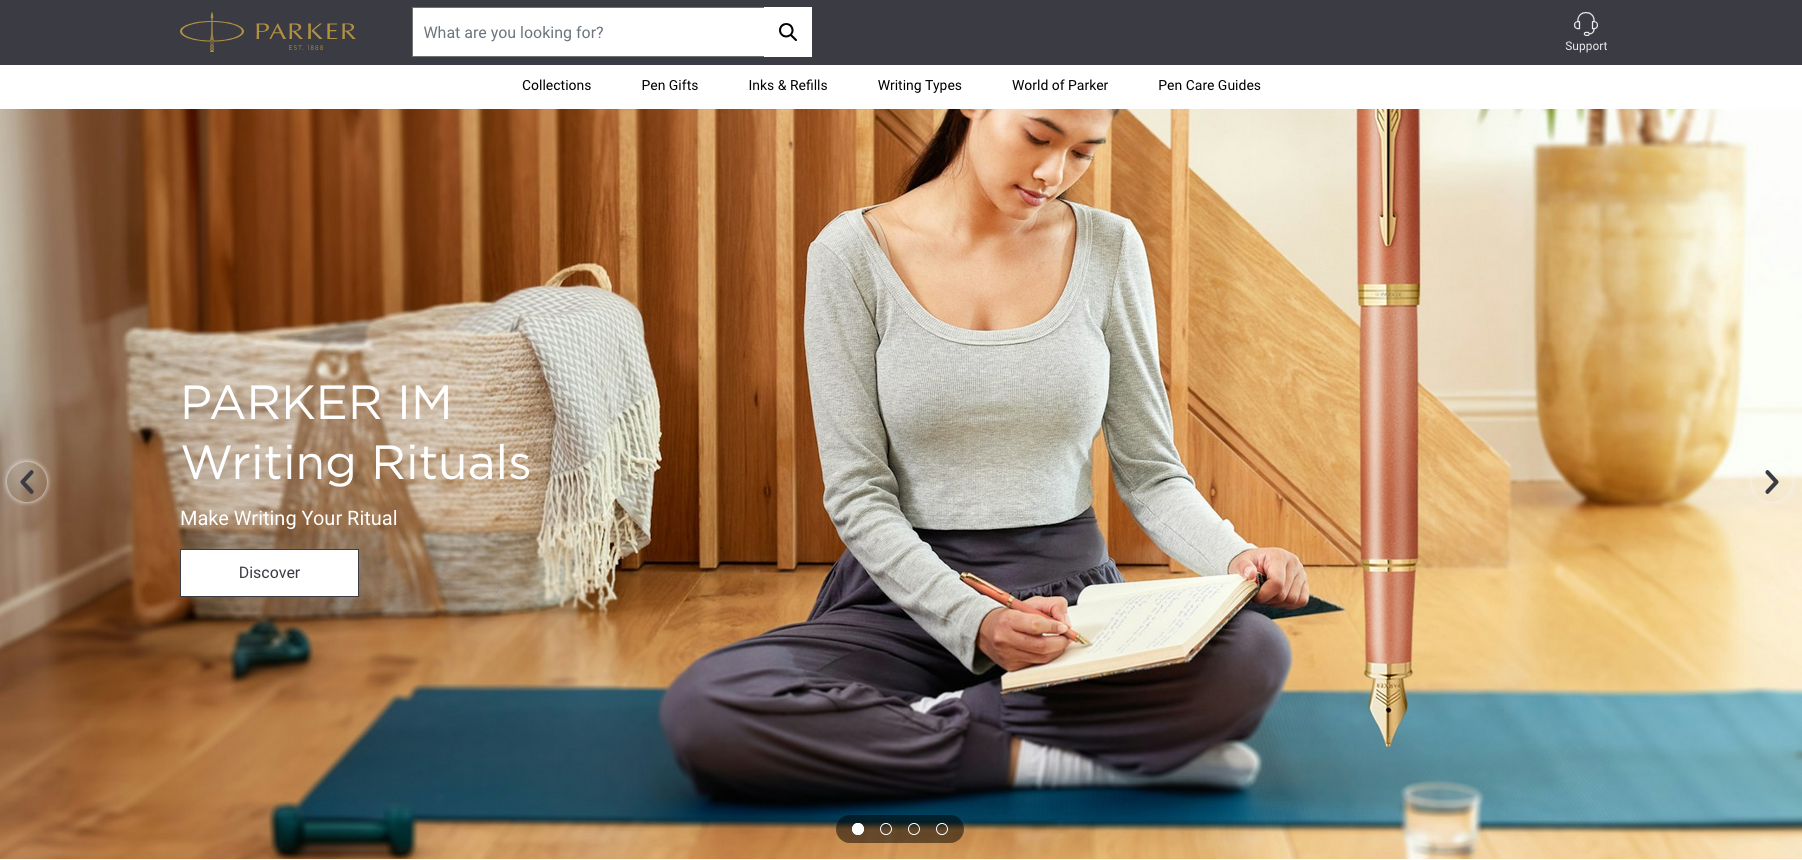 PARKER
EST. 1888
What are you looking for?
Support
Collections
Pen Gifts
Inks & Refills
Writing Types
World of Parker
Pen Care Guides
PARKER IM
Writing Rituals
Make Writing Your Ritual
Discover